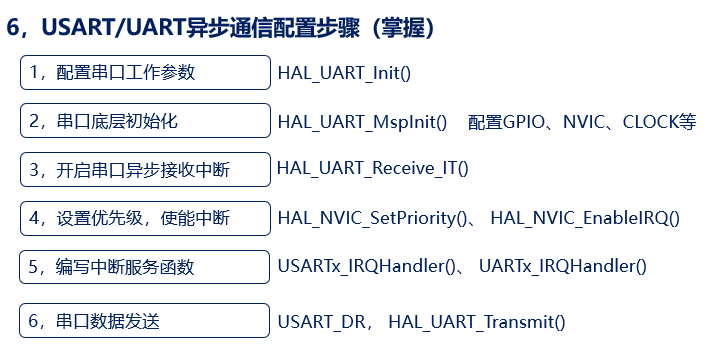 6，USART/UART异步通信配置步骤（掌握）
1，配置串口工作参数 HAL_UART_Init()
2，串口底层初始化 HAL_UART_MspInit() 配置GPIO、NVIC、CLOCK等
3，开启串口异步接收中断 HAL_UART_Receive_IT()
4，设置优先级，使能中断 HAL_NVIC_SetPriority()、 HAL_NVIC_EnableIRQ()
5，编写中断服务函数 USARTx_IRQHandler()、 UARTx_IRQHandler()
6，串口数据发送 USART_DR， HAL_UART_Transmit()